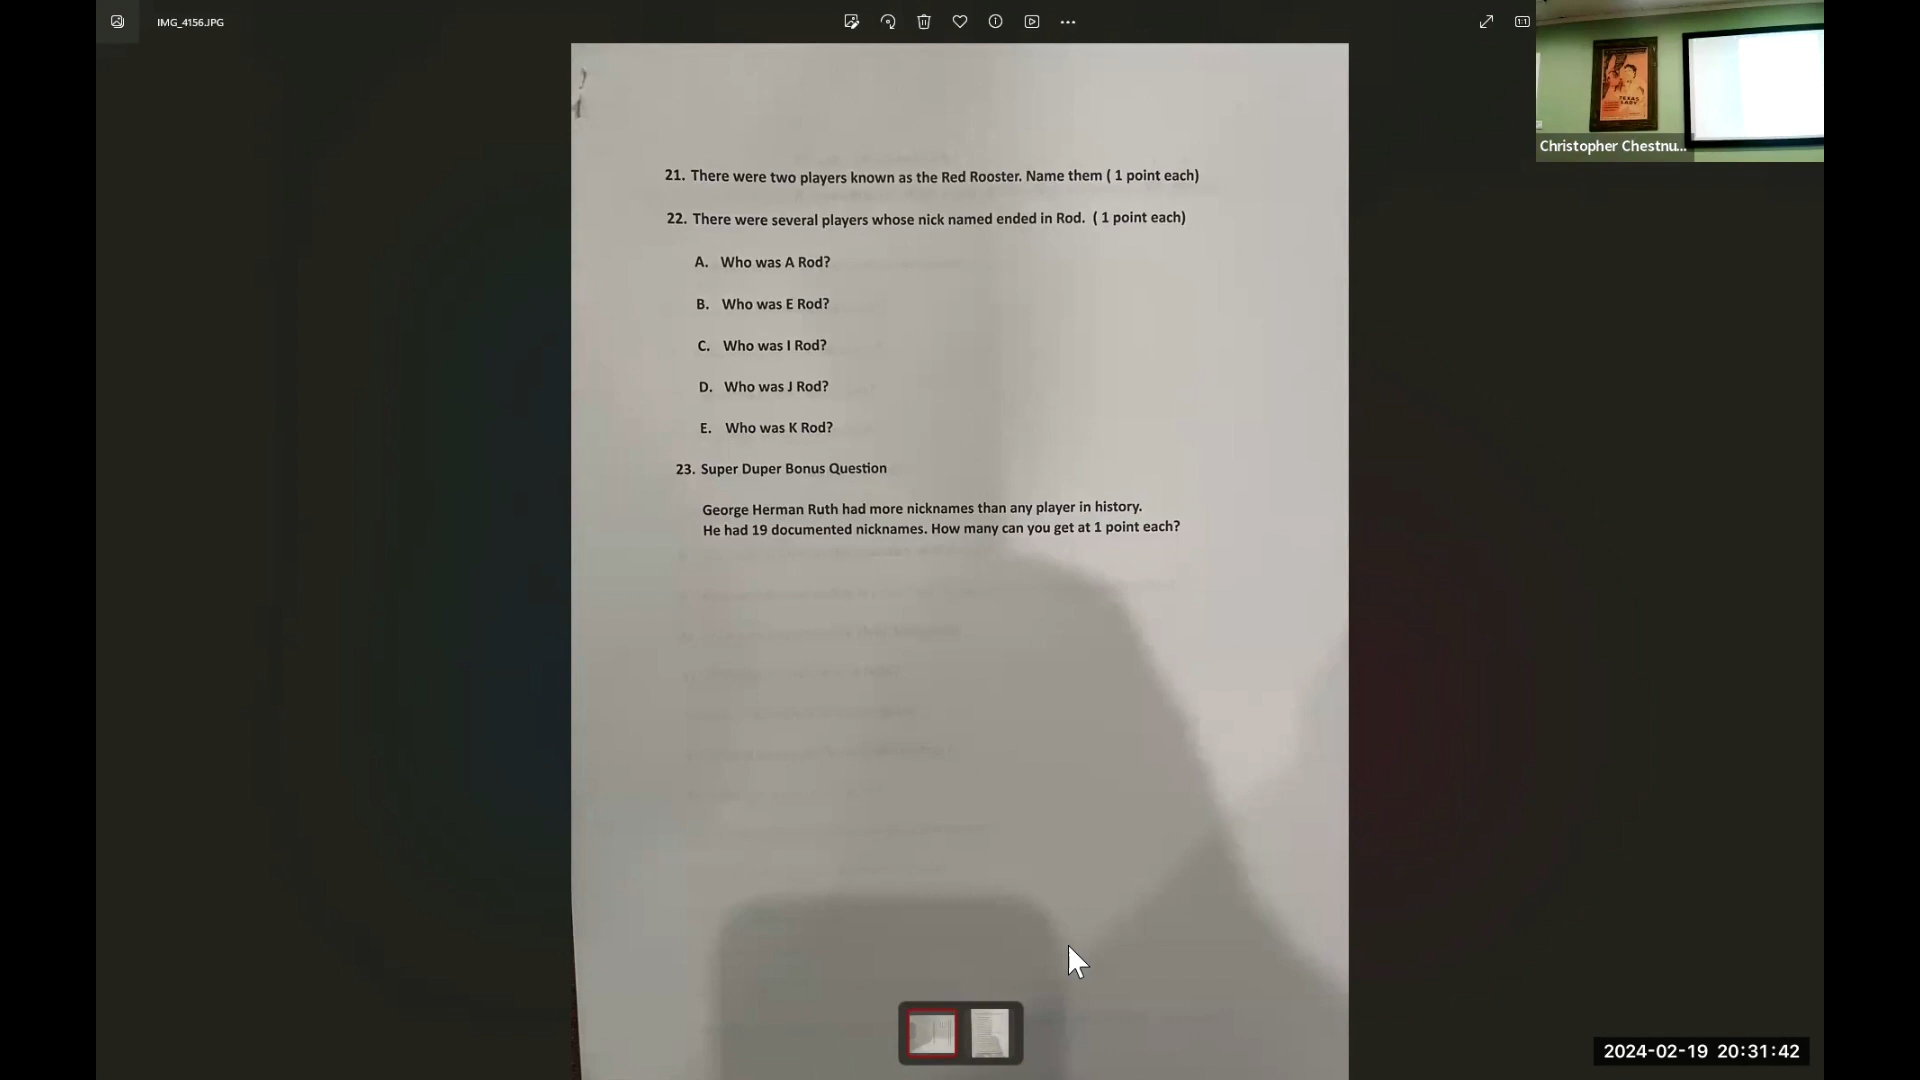 IMG_4156.JPG
TEXAS
LADY
Christopher Chestnu...
21. There were two players known as the Red Rooster. Name them ( 1 point each)
22. There were several players whose nick named ended in Rod. ( 1 point each)
A. Who was A Rod?
B. Who was E Rod?
C. Who was I Rod?
D. Who was J Rod?
E. Who was K Rod?
23. Super Duper Bonus Question
George Herman Ruth had more nicknames than any player in history.
He had 19 documented nicknames. How many can you get at 1 point each?
2024-02-19 20:31:42